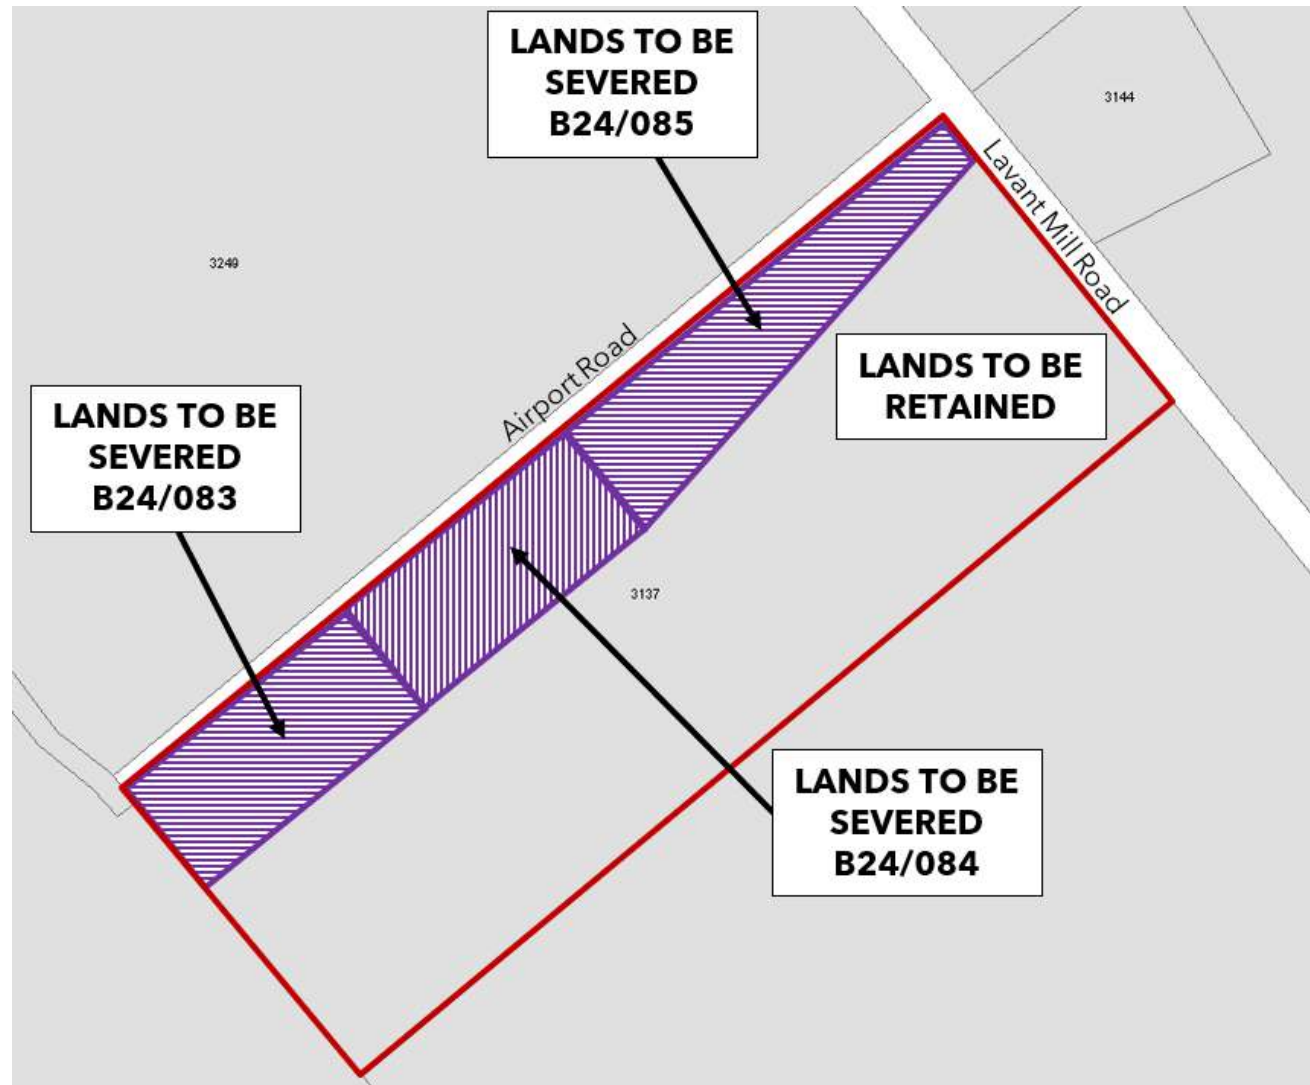 LANDS TO BE
SEVERED
B24/085
3144
Lavant Mill Road
3249
Airport Road
LANDS TO BE
RETAINED
LANDS TO BE
SEVERED
B24/083
3137
LANDS TO BE
SEVERED
B24/084